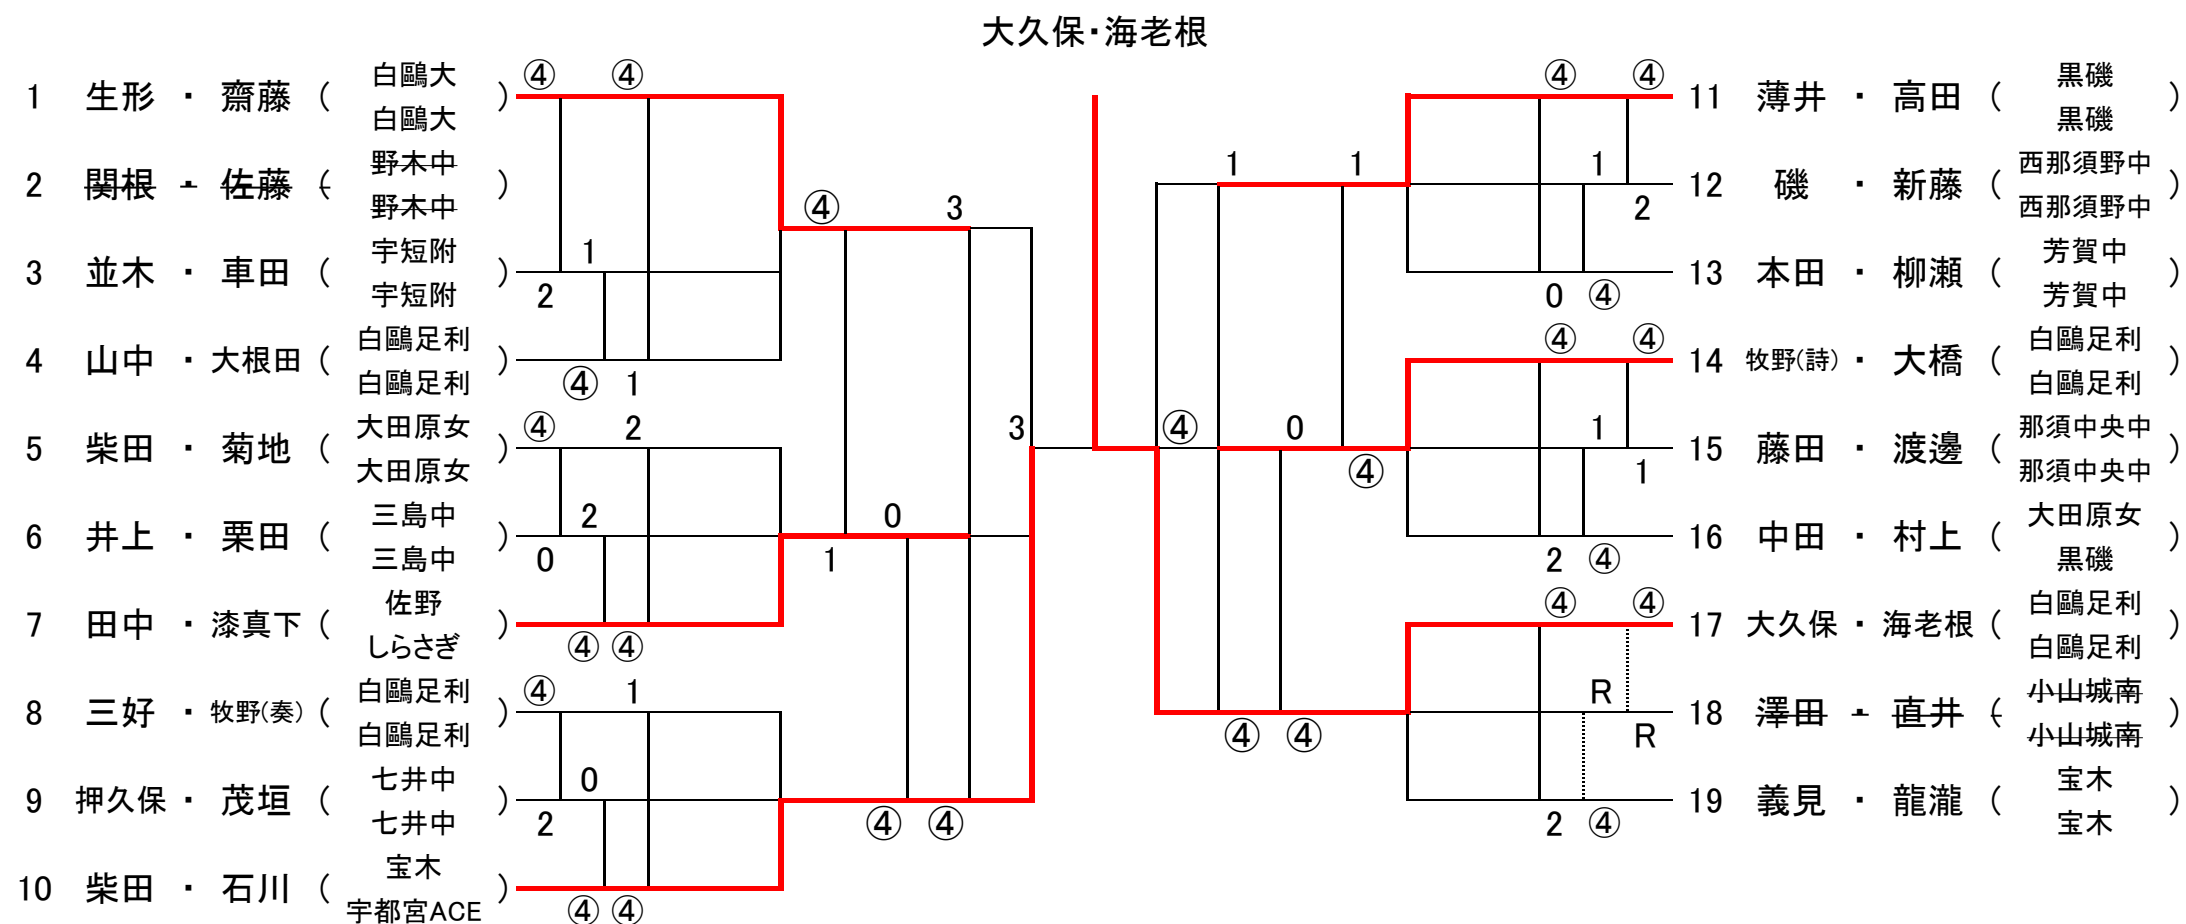 大久保・海老根
1 生形 ・ 齋藤 ( 白鷗大 白鷗大 )
2 関根 ・ 佐藤 ( 野木中 野木中 )
3 並木 ・ 車田 ( 宇短附 宇短附 )
4 山中 ・ 大根田 ( 白鷗足利 白鷗足利 )
5 柴田 ・ 菊地 ( 大田原女 大田原女 )
6 井上 ・ 栗田 ( 三島中 三島中 )
7 田中 ・ 漆真下 ( 佐野 しらさぎ )
8 三好 ・ 牧野(奏) ( 白鷗足利 白鷗足利 )
9 押久保 ・ 茂垣 ( 七井中 七井中 )
10 柴田 ・ 石川 ( 宝木 宇都宮ACE )
④ ④
1
2
④ 1
④ 2
2
0
④ ④
④ 1
0
2
④ ④
④ 3
0
1
④ ④
3
④
1 1
0
④
④ ④
④ ④
1
2
0 ④
④ ④
1
1
2 ④
④ ④
R
R
2 ④
11 薄井 ・ 高田 ( 黒磯 黒磯 )
12 磯 ・ 新藤 ( 西那須野中 西那須野中 )
13 本田 ・ 柳瀬 ( 芳賀中 芳賀中 )
14 牧野(詩) ・ 大橋 ( 白鷗足利 白鷗足利 )
15 藤田 ・ 渡邊 ( 那須中央中 那須中央中 )
16 中田 ・ 村上 ( 大田原女 黒磯 )
17 大久保 ・ 海老根 ( 白鷗足利 白鷗足利 )
18 澤田 ・ 直井 ( 小山城南 小山城南 )
19 義見 ・ 龍瀧 ( 宝木 宝木 )